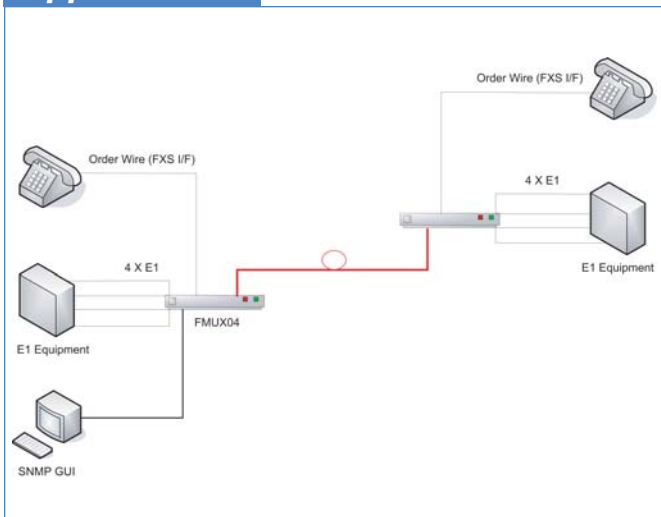 Order Wire (FXS I/F)
Order Wire (FXS I/F)
4 X E1
E1 Equipment
4 X E1
FMUX04
E1 Equipment
SNMP GUI